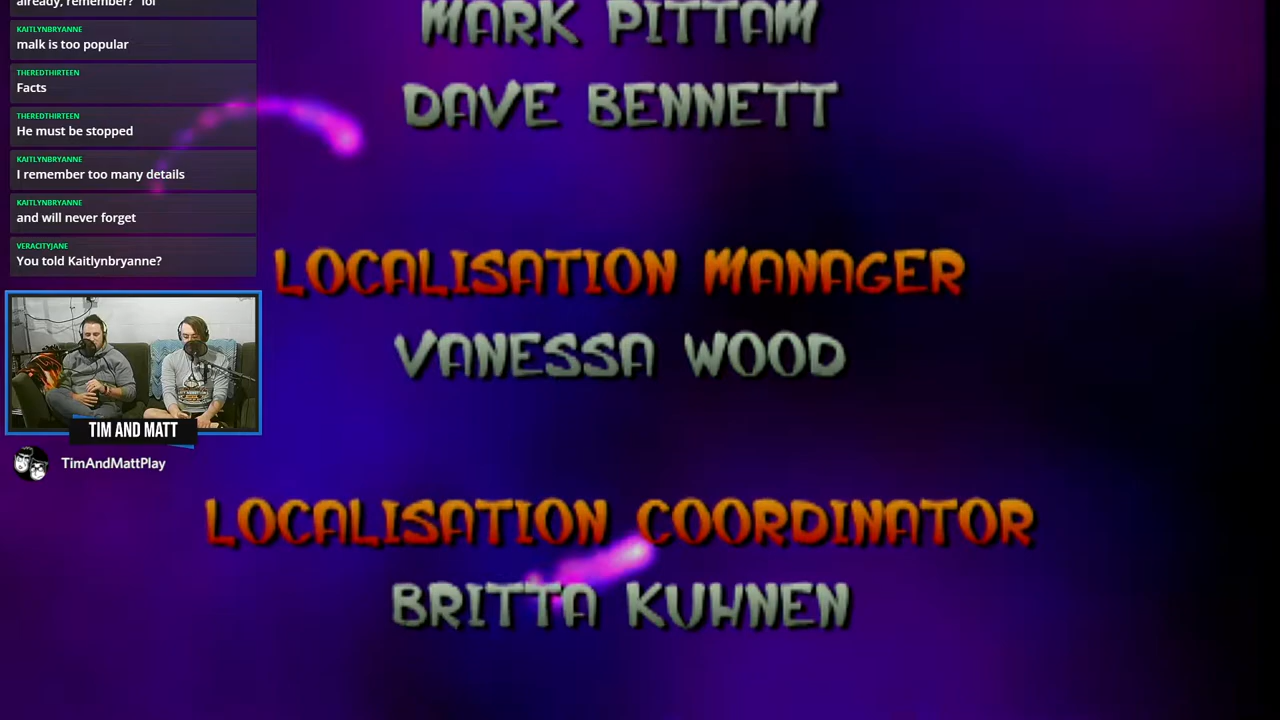 already, remember?" lol
KAITLYNBRYANNE
malk is too popular
THEREDTHIRTEEN
Facts
THEREDTHIRTEEN
He must be stopped
KAITLYNBRYANNE
I remember too many details
KAITLYNBRYANNE
and will never forget
VERACITYJANE
You told Kaitlynbryanne?
TIM AND MATT
TimAndMattPlay
MARK PITTAM
DAVE BENNETT
LOCALISATION MANAGER
VANESSA WOOD
LOCALISATION COORDINATOR
BRITTA KUHNEN